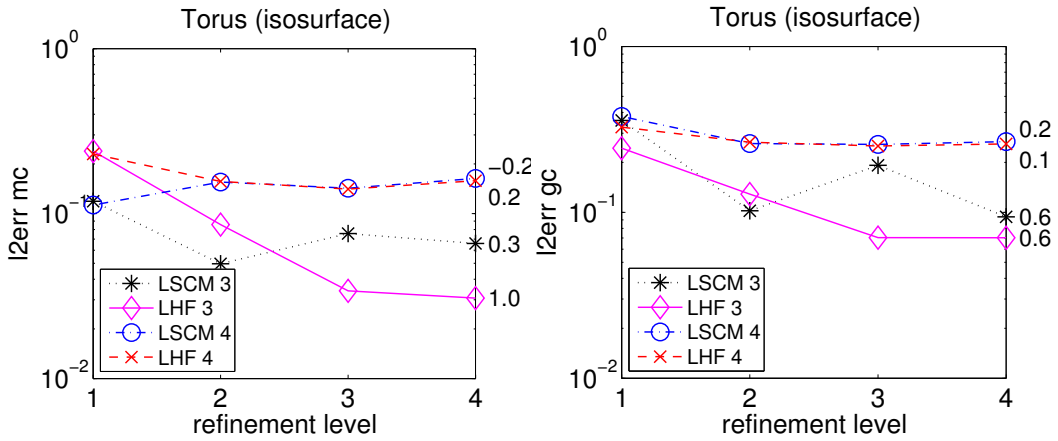 Torus (isosurface)
l2err mc
10^0
10^-1
10^-2
1
2
3
4
refinement level
-0.2
0.2
0.3
1.0
LSCM 3
LHF 3
LSCM 4
LHF 4
Torus (isosurface)
l2err gc
10^0
10^-1
10^-2
1
2
3
4
refinement level
0.2
0.1
0.6
0.6
LSCM 3
LHF 3
LSCM 4
LHF 4